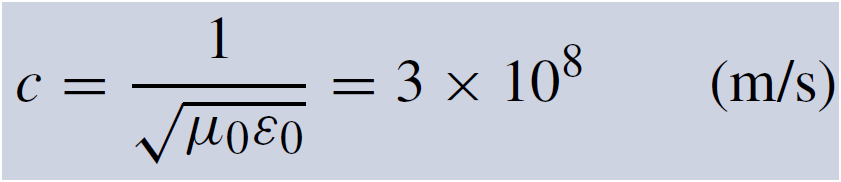 c = 1/√(μ₀ε₀) = 3 × 10⁸ (m/s)